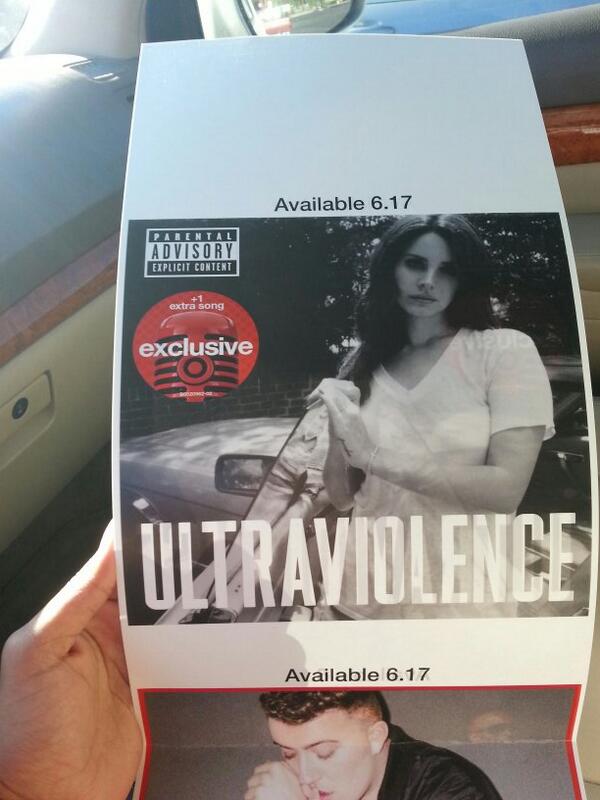 Available 6.17
PARENTAL
ADVISORY
EXPLICIT CONTENT
+1
extra song
exclusive
ULTRAVIOLENCE
Available 6.17